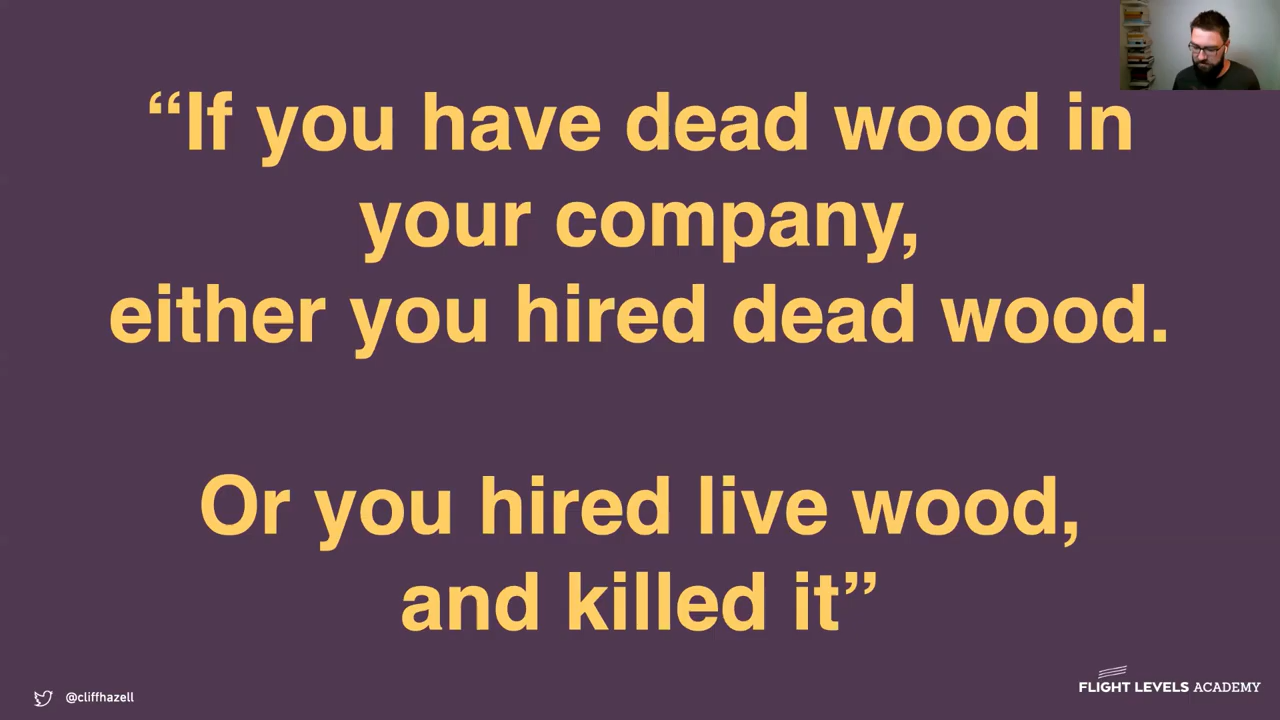 “If you have dead wood in
your company,
either you hired dead wood.
Or you hired live wood,
and killed it”
@cliffhazell
FLIGHT LEVELS ACADEMY